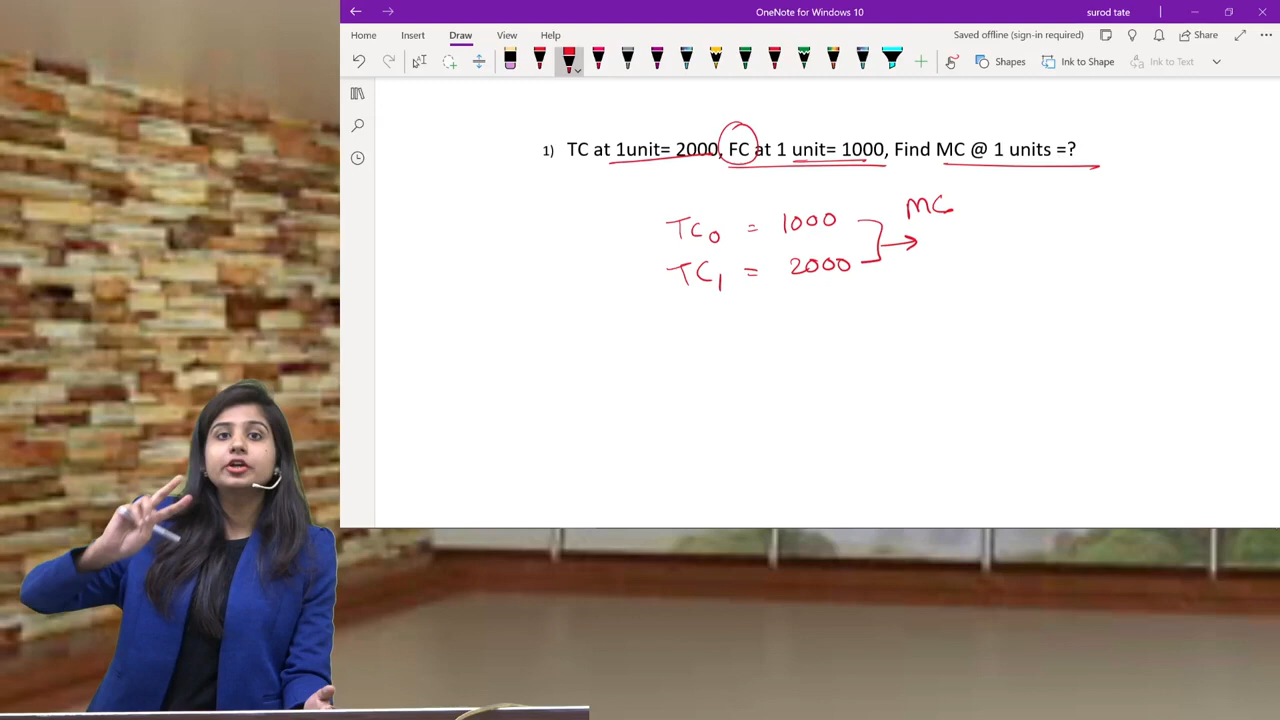 OneNote for Windows 10
surod tate
Home Insert Draw View Help
Saved offline (sign-in required)
Share
Shapes
Ink to Shape
Ink to Text
1) TC at 1unit= 2000, FC at 1 unit= 1000, Find MC @ 1 units =?
TC0 = 1000
MC
TC1 = 2000